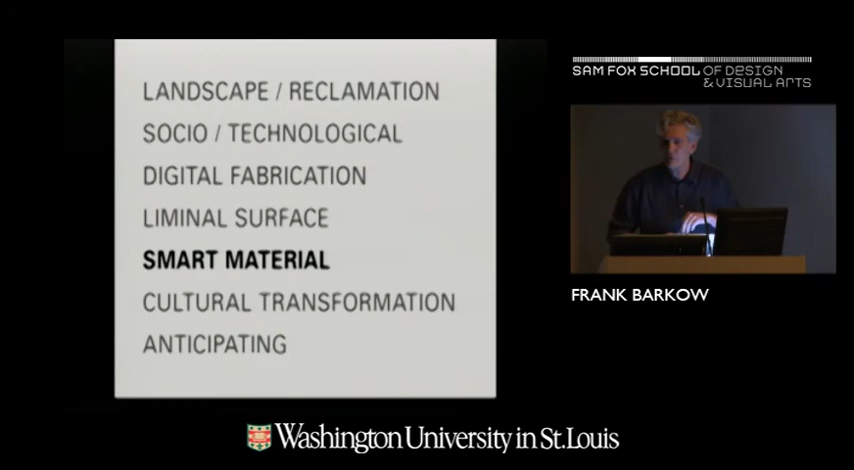 LANDSCAPE / RECLAMATION
SOCIO / TECHNOLOGICAL
DIGITAL FABRICATION
LIMINAL SURFACE
SMART MATERIAL
CULTURAL TRANSFORMATION
ANTICIPATING
SAM FOX SCHOOL OF DESIGN
& VISUAL ARTS
FRANK BARKOW
Washington University in St. Louis